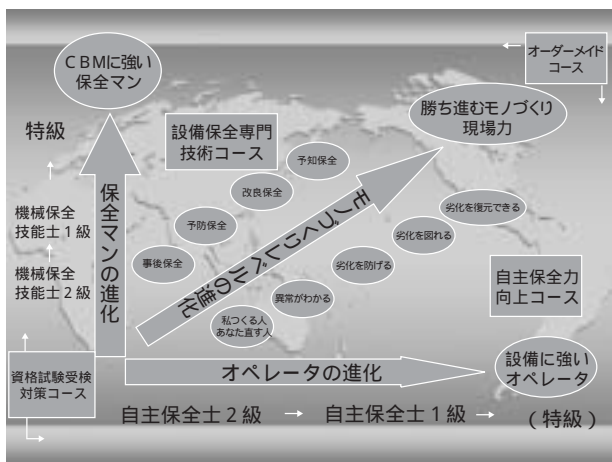 CBMに強い
保全マン
オーダーメイド
コース
特級
設備保全専門
技術コース
勝ち進むモノづくり
現場力
予知保全
改良保全
予防保全
事後保全
機械保全
技能士1級
機械保全
技能士2級
保全マンの進化
モノづくりレベルの進化
劣化を復元できる
劣化を図れる
劣化を防げる
異常がわかる
私つくる人
あなた直す人
自主保全力
向上コース
資格試験受検
対策コース
オペレータの進化
設備に強い
オペレータ
自主保全士2級 → 自主保全士1級 → (特級)